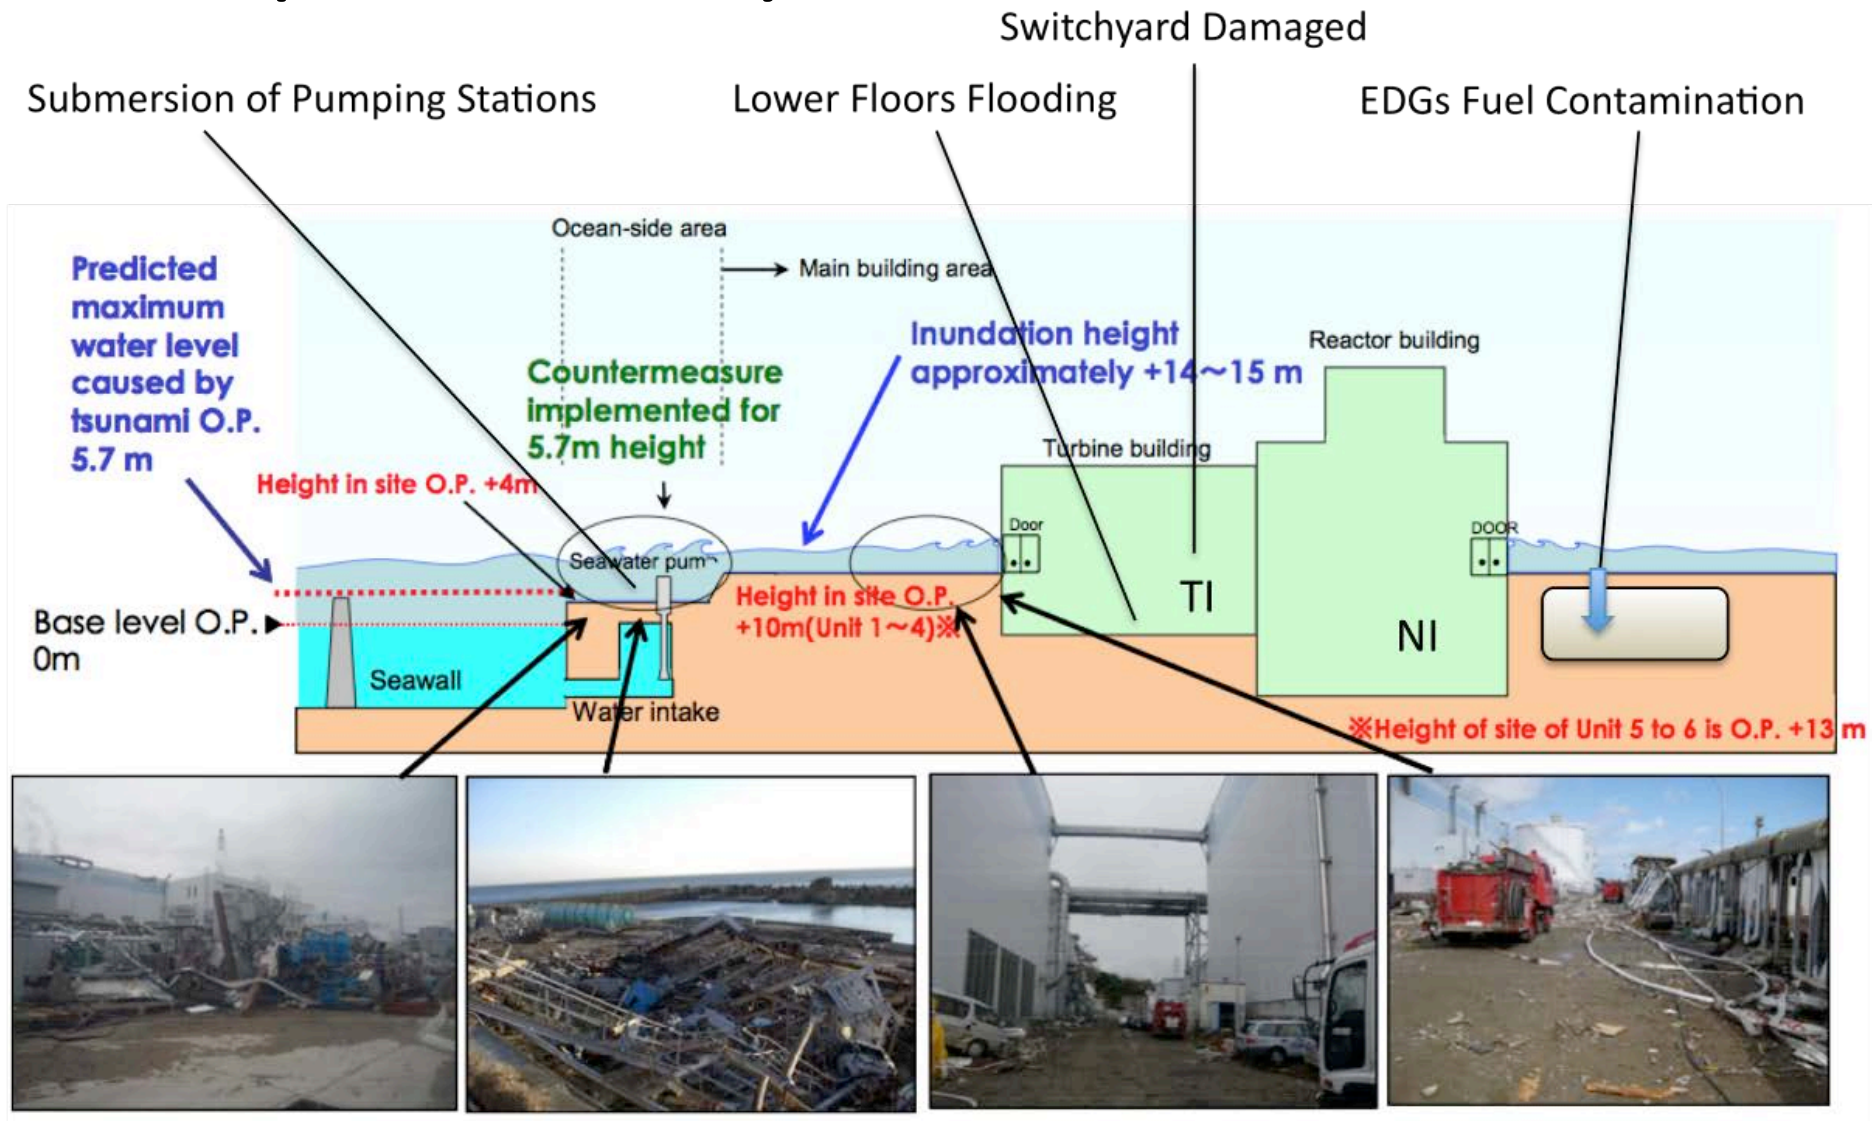 Switchyard Damaged
Submersion of Pumping Stations
Lower Floors Flooding
EDGs Fuel Contamination
Ocean-side area
Main building area
Predicted
maximum
water level
caused by
tsunami O.P.
5.7 m
Inundation height
approximately +14～15 m
Reactor building
Countermeasure
implemented for
5.7m height
Turbine building
Height in site O.P. +4m
Door
DOOR
Seawater pum
Height in site O.P.
+10m(Unit 1～4)※
TI
NI
Base level O.P.
0m
Seawall
Water intake
※Height of site of Unit 5 to 6 is O.P. +13 m